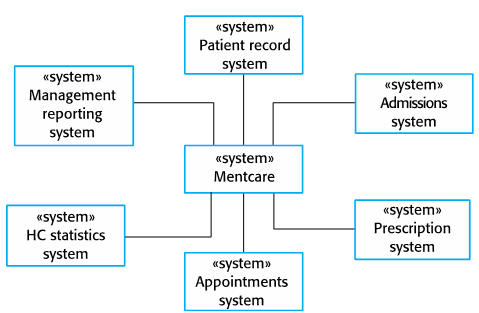 «system»
Patient record
system
«system»
Management
reporting
system
«system»
Admissions
system
«system»
Mentcare
«system»
HC statistics
system
«system»
Prescription
system
«system»
Appointments
system